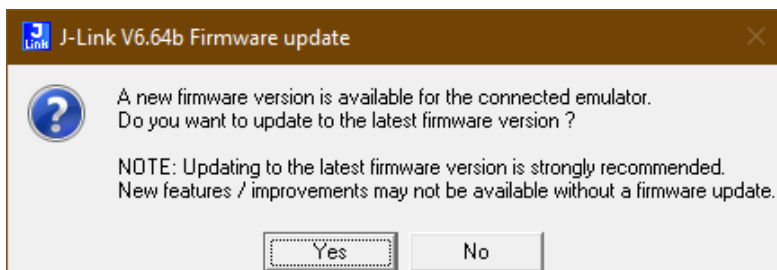 J Link
J-Link V6.64b Firmware update
A new firmware version is available for the connected emulator.
Do you want to update to the latest firmware version ?
NOTE: Updating to the latest firmware version is strongly recommended.
New features / improvements may not be available without a firmware update.
Yes No